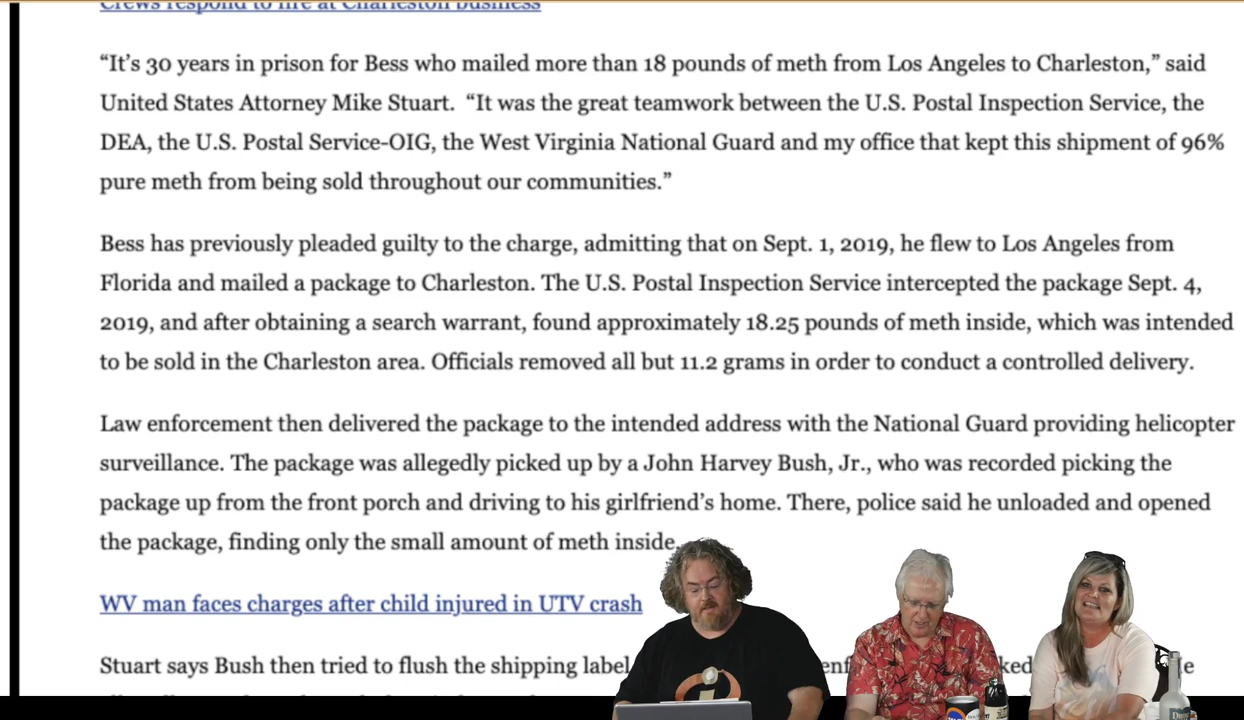 Crews respond to fire at Charleston business
“It’s 30 years in prison for Bess who mailed more than 18 pounds of meth from Los Angeles to Charleston,” said
United States Attorney Mike Stuart.  “It was the great teamwork between the U.S. Postal Inspection Service, the
DEA, the U.S. Postal Service-OIG, the West Virginia National Guard and my office that kept this shipment of 96%
pure meth from being sold throughout our communities.”
Bess has previously pleaded guilty to the charge, admitting that on Sept. 1, 2019, he flew to Los Angeles from
Florida and mailed a package to Charleston. The U.S. Postal Inspection Service intercepted the package Sept. 4,
2019, and after obtaining a search warrant, found approximately 18.25 pounds of meth inside, which was intended
to be sold in the Charleston area. Officials removed all but 11.2 grams in order to conduct a controlled delivery.
Law enforcement then delivered the package to the intended address with the National Guard providing helicopter
surveillance. The package was allegedly picked up by a John Harvey Bush, Jr., who was recorded picking the
package up from the front porch and driving to his girlfriend’s home. There, police said he unloaded and opened
the package, finding only the small amount of meth inside.
WV man faces charges after child injured in UTV crash
Stuart says Bush then tried to flush the shipping label